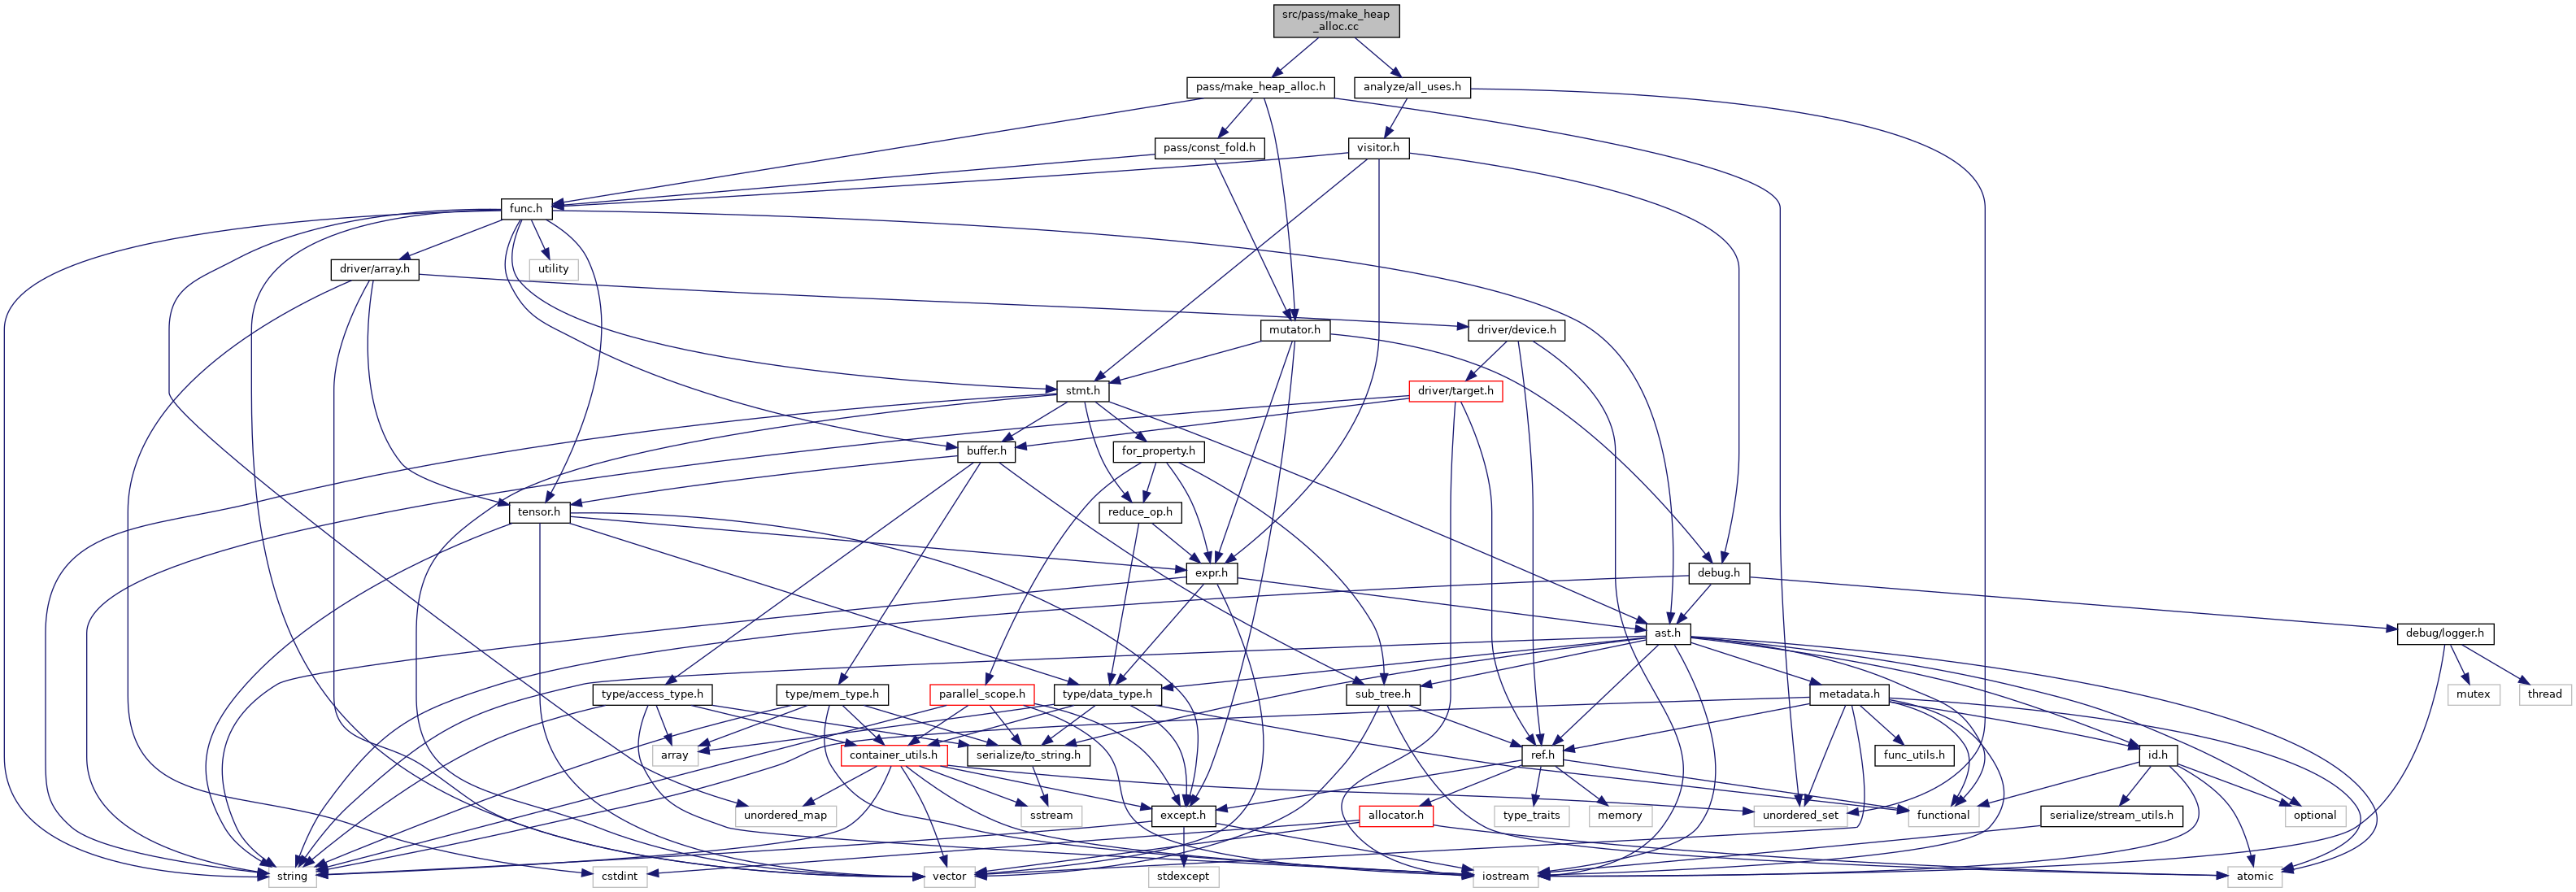 src/pass/make_heap
_alloc.cc
pass/make_heap_alloc.h
analyze/all_uses.h
pass/const_fold.h
visitor.h
func.h
driver/array.h
utility
mutator.h
driver/device.h
stmt.h
driver/target.h
buffer.h
for_property.h
tensor.h
reduce_op.h
expr.h
debug.h
ast.h
debug/logger.h
type/access_type.h
type/mem_type.h
parallel_scope.h
type/data_type.h
sub_tree.h
metadata.h
mutex
thread
array
container_utils.h
serialize/to_string.h
ref.h
func_utils.h
id.h
unordered_map
sstream
except.h
allocator.h
type_traits
memory
unordered_set
functional
serialize/stream_utils.h
optional
string
cstdint
vector
stdexcept
iostream
atomic